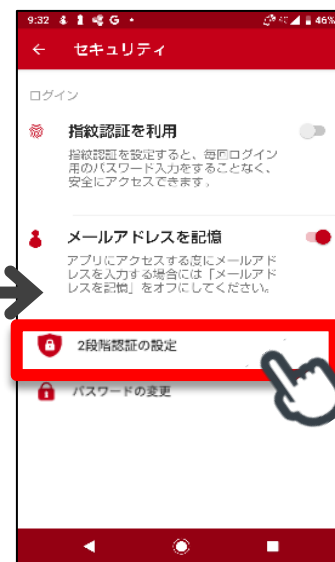 9:32 G 46%
セキュリティ
ログイン
指紋認証を利用
指紋認証を設定すると、毎回ログイン
用のパスワード入力をすることなく、
安全にアクセスできます。
メールアドレスを記憶
アプリにアクセスする度にメールアド
レスを入力する場合には「メールアド
レスを記憶」をオフにしてください。
2段階認証の設定
パスワードの変更